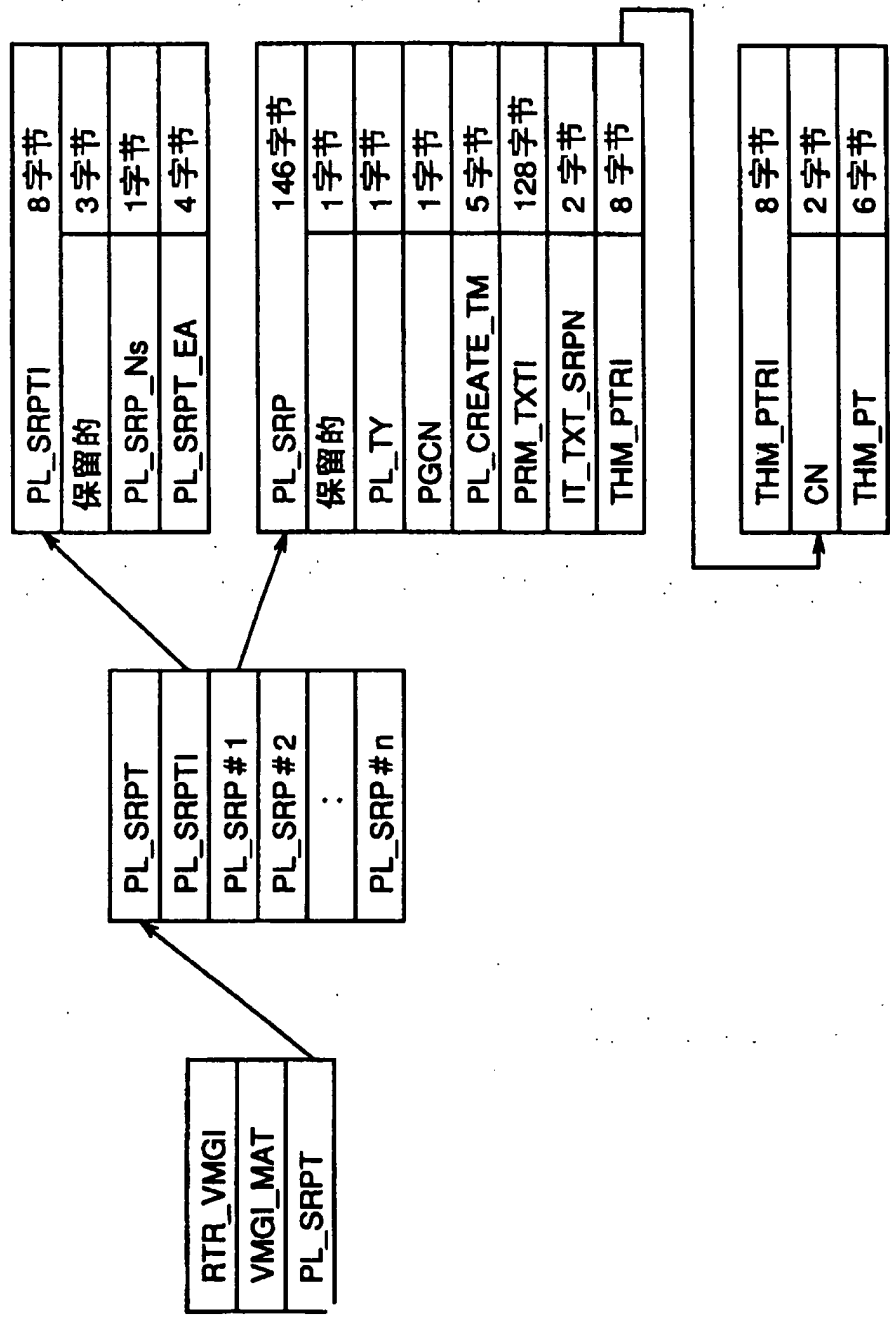 RTR_VMGI
VMGI_MAT
PL_SRPT
PL_SRPT
PL_SRPTI
PL_SRP#1
PL_SRP#2
:
PL_SRP#n
PL_SRPTI 8字节
保留的 3字节
PL_SRP_Ns 1字节
PL_SRPT_EA 4字节
PL_SRP 146字节
保留的 1字节
PL_TY 1字节
PGCN 1字节
PL_CREATE_TM 5字节
PRM_TXTI 128字节
IT_TXT_SRPN 2字节
THM_PTRI 8字节
THM_PTRI 8字节
CN 2字节
THM_PT 6字节